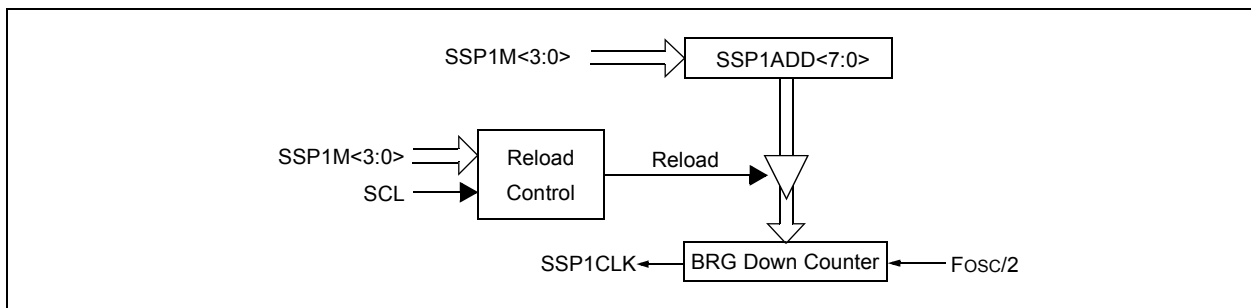 SSP1M<3:0>
SSP1ADD<7:0>
SSP1M<3:0>
SCL
Reload
Control
Reload
SSP1CLK
BRG Down Counter
FOSC/2